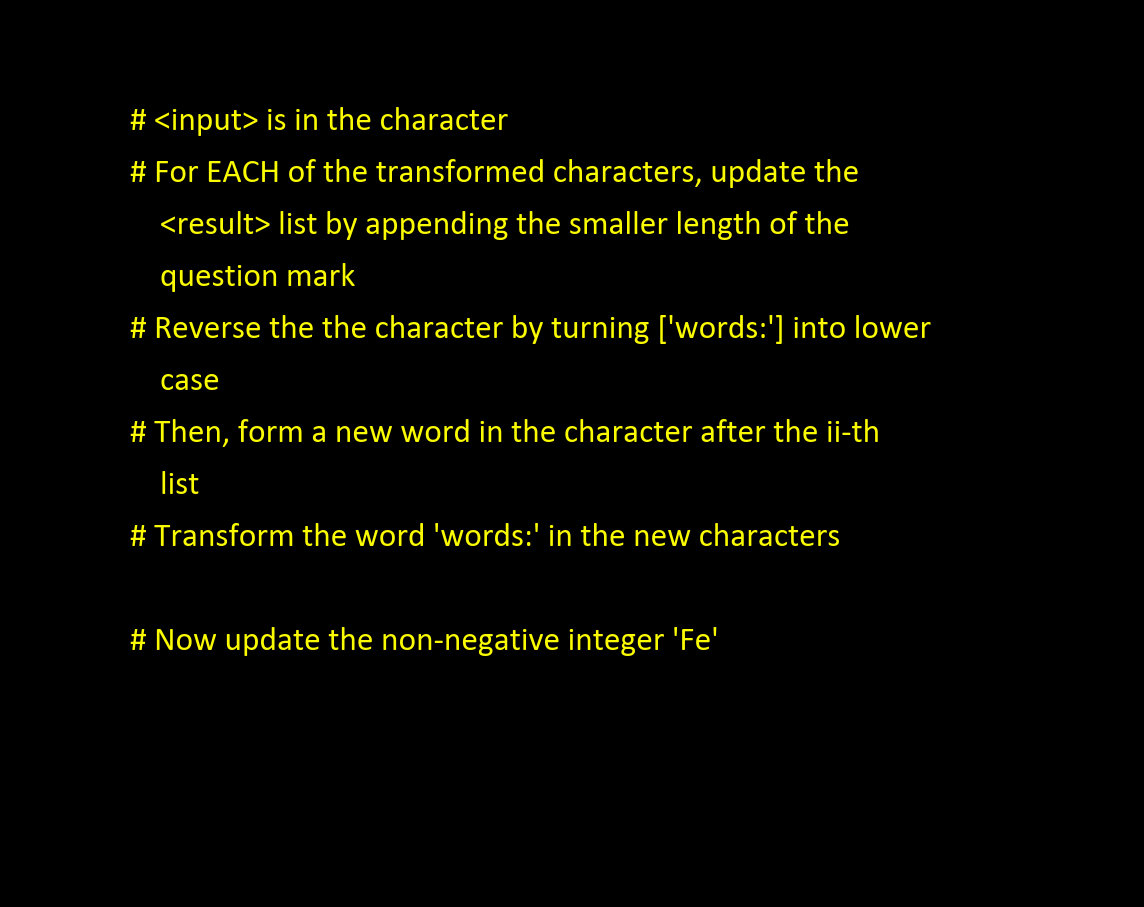 # <input> is in the character
# For EACH of the transformed characters, update the
<result> list by appending the smaller length of the
question mark
# Reverse the the character by turning ['words:'] into lower
case
# Then, form a new word in the character after the ii-th
list
# Transform the word 'words:' in the new characters
# Now update the non-negative integer 'Fe'